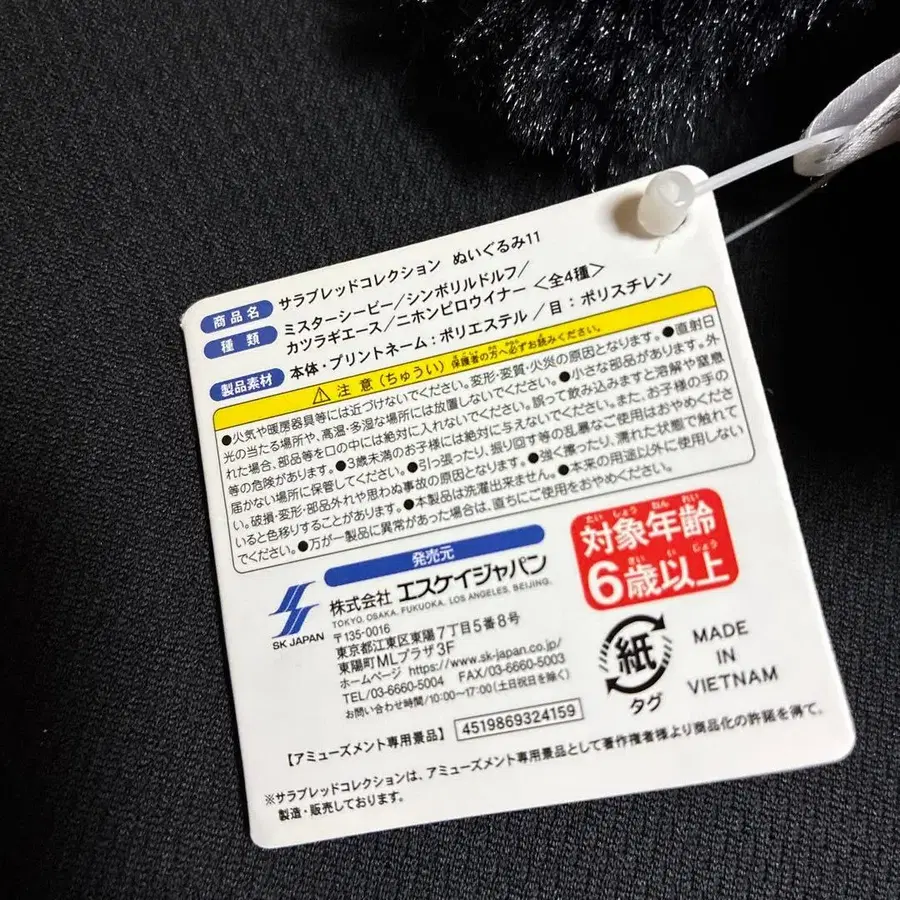 商品名 サラブレッドコレクション ぬいぐるみ11
種類 ミスターシービー/シンボリルドルフ/
カツラギエース/ニホンピロウイナー <全4種>
製品素材 本体・プリントネーム:ポリエステル / 目:ポリスチレン
⚠注意(ちゅうい) 保護者の方へ必ずお読みください。
●火気や暖房器具等には近づけないでください。変形・変質・火災の原因となります。●直射日
光の当たる場所や、高温・多湿な場所には放置しないでください。●小さな部品があります。外
れた場合、部品等を口の中には絶対に入れないでください。誤って飲み込みますと溶解や窒息
等の危険があります。●3歳未満のお子様には絶対に与えないでください。また、お子様の手の
届かない場所に保管してください。●引っ張ったり、振り回す等の乱暴なご使用はおやめくださ
い。破損・変形・部品外れや思わぬ事故の原因となります。●強く擦ったり、濡れた状態で触れて
いると色移りすることがあります。●本製品は洗濯出来ません。●本来の用途以外に使用しない
でください。●万が一製品に異常があった場合は、直ちにご使用をおやめください。
発売元
SK JAPAN
株式会社 エスケイジャパン
TOKYO, OSAKA, FUKUOKA, LOS ANGELES, BEIJING.
〒135-0016
東京都江東区東陽7丁目5番8号
東陽町MLプラザ3F
ホームページ https://www.sk-japan.co.jp/
TEL/03-6660-5004 FAX/03-6660-5003
お問い合わせ時間/10:00~17:00(土日祝日を除く)
たいしょうねんれい
対象年齢
さいいじょう
6歳以上
紙
タグ
MADE
IN
VIETNAM
【アミューズメント専用景品】 4519869324159
※サラブレッドコレクションは、アミューズメント専用景品として著作権者様より商品化の許諾を得て、
製造・販売しております。